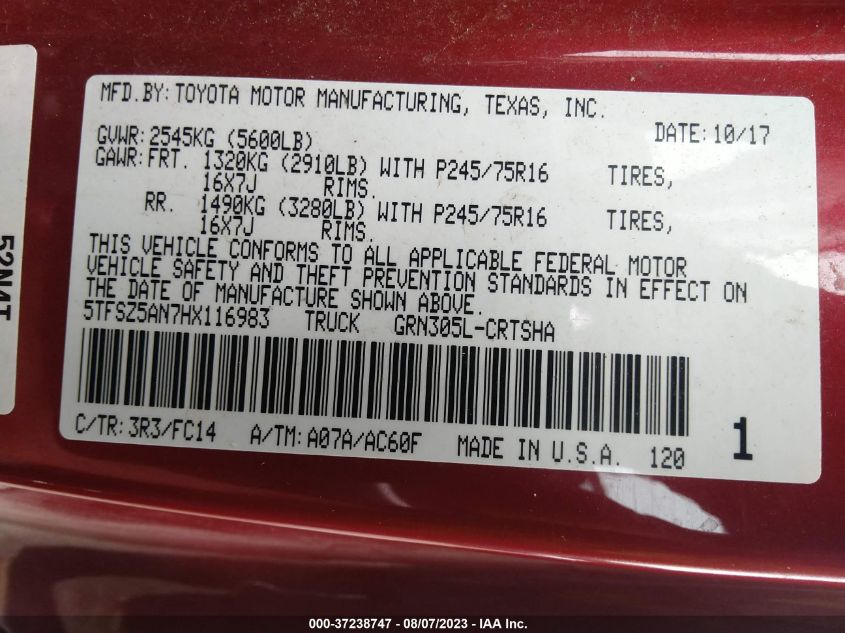 MFD.BY: TOYOTA MOTOR MANUFACTURING, TEXAS, INC.
DATE: 10/17
GVWR: 2545KG (5600LB)
GAWR: FRT. 1320KG (2910LB) WITH P245/75R16 TIRES,
16X7J RIMS.
RR. 1490KG (3280LB) WITH P245/75R16 TIRES,
16X7J RIMS.
THIS VEHICLE CONFORMS TO ALL APPLICABLE FEDERAL MOTOR
VEHICLE SAFETY AND THEFT PREVENTION STANDARDS IN EFFECT ON
THE DATE OF MANUFACTURE SHOWN ABOVE.
5TFSZ5AN7HX116983 TRUCK GRN305L-CRTSHA
C/TR: 3R3/FC14 A/TM: A07A/AC60F MADE IN U.S.A. 120
1
52N4T
000-37238747 - 08/07/2023 - IAA Inc.